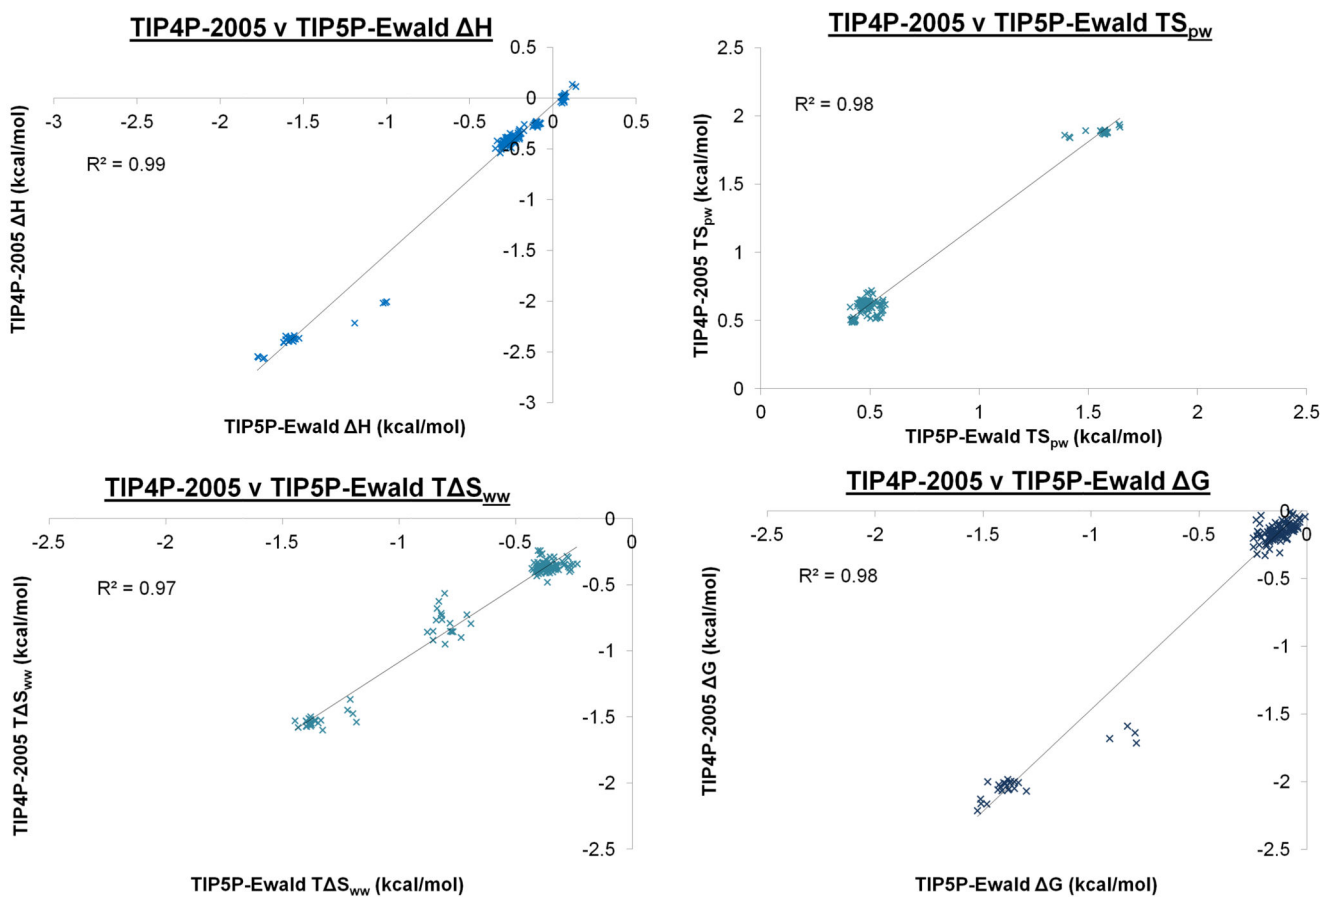 TIP4P-2005 v TIP5P-Ewald ΔH
0.5
0
-3 -2.5 -2 -1.5 -1 -0.5 0 0.5
-0.5
-1
-1.5
-2
-2.5
-3
R² = 0.99
TIP4P-2005 ΔH (kcal/mol)
TIP5P-Ewald ΔH (kcal/mol)
TIP4P-2005 v TIP5P-Ewald TSpw
2.5
2
1.5
1
0.5
0
R² = 0.98
TIP4P-2005 TSpw (kcal/mol)
0 0.5 1 1.5 2 2.5
TIP5P-Ewald TSpw (kcal/mol)
TIP4P-2005 v TIP5P-Ewald TΔSww
0
-2.5 -2 -1.5 -1 -0.5 0
-0.5
-1
-1.5
-2
-2.5
R² = 0.97
TIP4P-2005 TΔSww (kcal/mol)
TIP5P-Ewald TΔSww (kcal/mol)
TIP4P-2005 v TIP5P-Ewald ΔG
0
-2.5 -2 -1.5 -1 -0.5 0
-0.5
-1
-1.5
-2
-2.5
R² = 0.98
TIP4P-2005 ΔG (kcal/mol)
TIP5P-Ewald ΔG (kcal/mol)